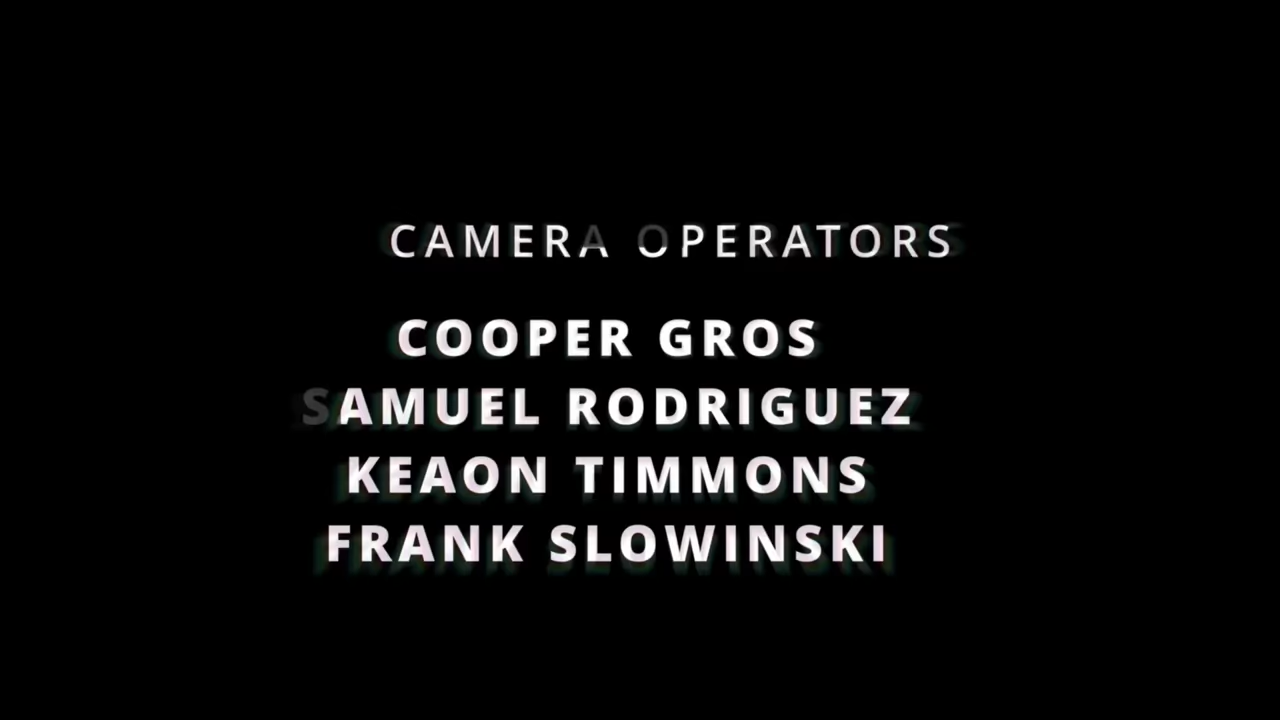 CAMERA OPERATORS
COOPER GROS
SAMUEL RODRIGUEZ
KEAON TIMMONS
FRANK SLOWINSKI